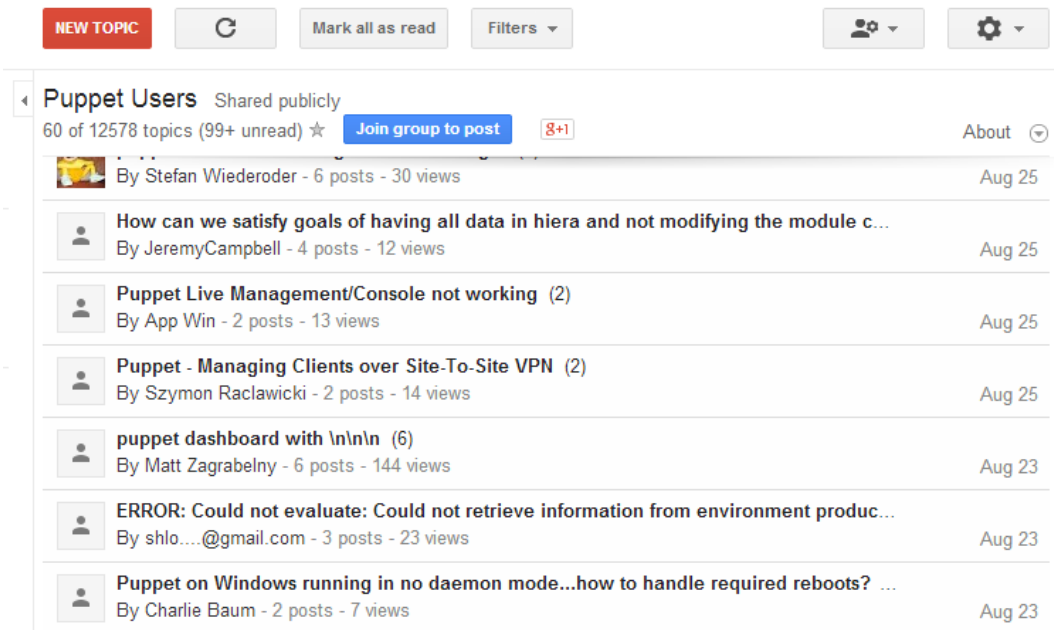 NEW TOPIC Mark all as read Filters
Puppet Users Shared publicly
60 of 12578 topics (99+ unread) Join group to post g+1 About
By Stefan Wiederoder - 6 posts - 30 views Aug 25
How can we satisfy goals of having all data in hiera and not modifying the module c...
By JeremyCampbell - 4 posts - 12 views Aug 25
Puppet Live Management/Console not working (2)
By App Win - 2 posts - 13 views Aug 25
Puppet - Managing Clients over Site-To-Site VPN (2)
By Szymon Raclawicki - 2 posts - 14 views Aug 25
puppet dashboard with \n\n\n (6)
By Matt Zagrabelny - 6 posts - 144 views Aug 23
ERROR: Could not evaluate: Could not retrieve information from environment produc...
By shlo....@gmail.com - 3 posts - 23 views Aug 23
Puppet on Windows running in no daemon mode...how to handle required reboots? ...
By Charlie Baum - 2 posts - 7 views Aug 23